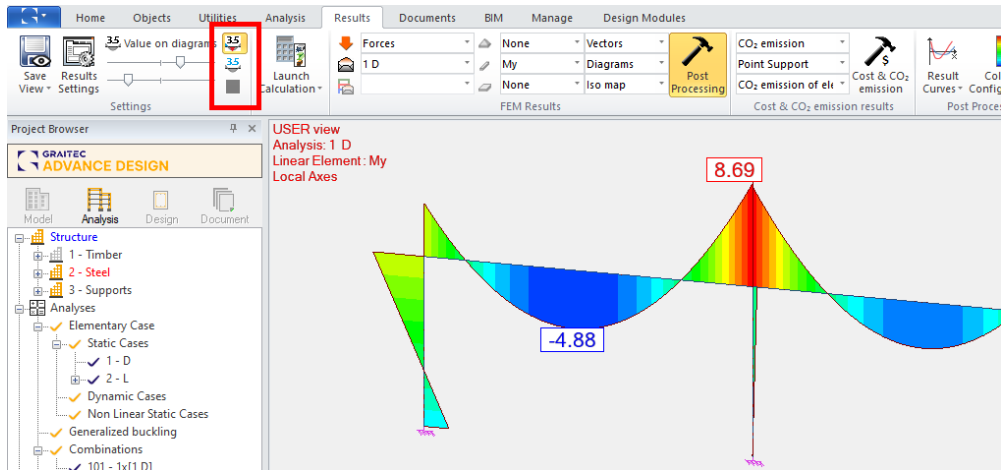 Home Objects Utilities Analysis Results Documents BIM Manage Design Modules
3.5 Value on diagrams 3.5
3.5
Save View Results Settings
Settings
Launch Calculation
Forces None Vectors
1 D My Diagrams
None Iso map
Post Processing
FEM Results
CO₂ emission
Point Support
CO₂ emission of ele
Cost & CO₂ emission
Cost & CO₂ emission results
Result Curves
Col
Config
Post Proces
Project Browser
GRAITEC
ADVANCE DESIGN
Model Analysis Design Document
Structure
1 - Timber
2 - Steel
3 - Supports
Analyses
Elementary Case
Static Cases
1 - D
2 - L
Dynamic Cases
Non Linear Static Cases
Generalized buckling
Combinations
101 - 1x[1 D]
USER view
Analysis: 1 D
Linear Element : My
Local Axes
8.69
-4.88